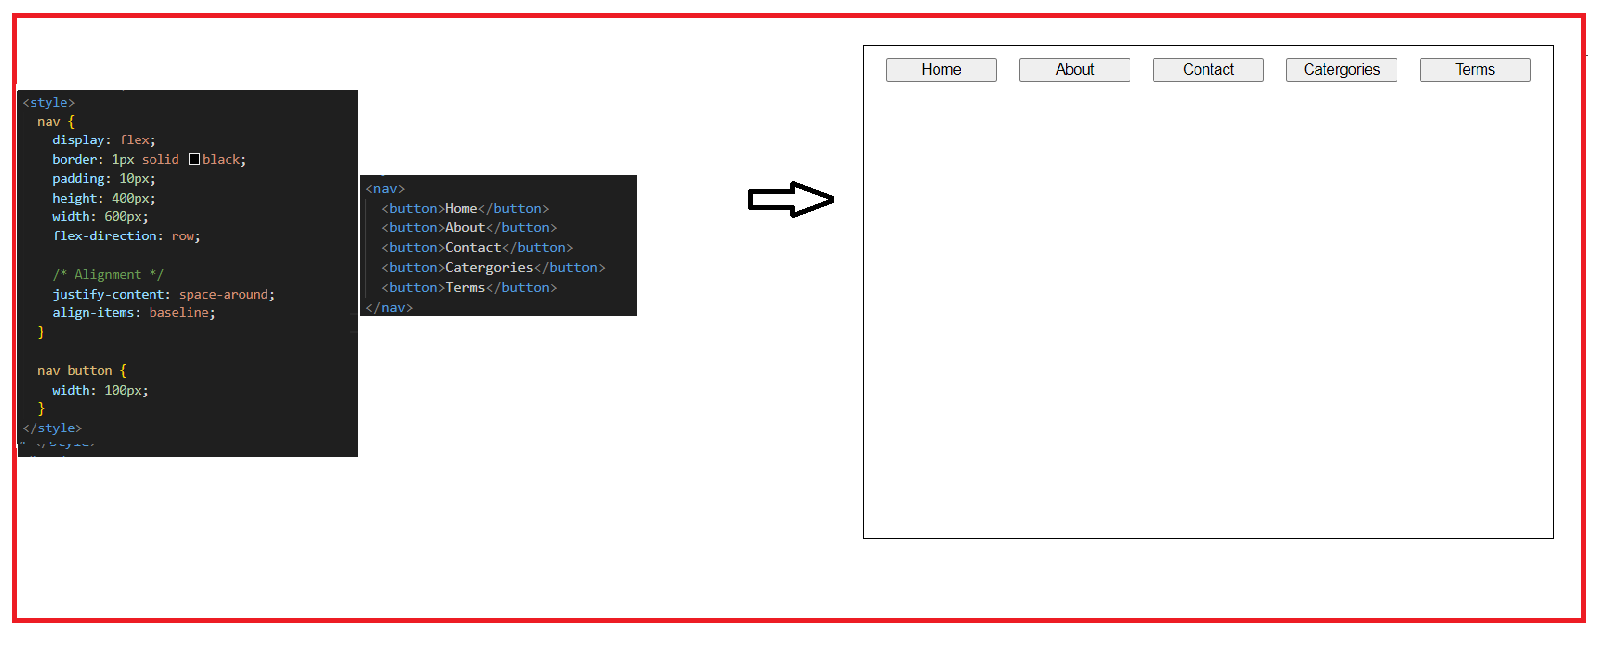 <style>
nav {
display: flex;
border: 1px solid black;
padding: 10px;
height: 400px;
width: 600px;
flex-direction: row;
/* Alignment */
justify-content: space-around;
align-items: baseline;
}
nav button {
width: 100px;
}
</style>
<nav>
<button>Home</button>
<button>About</button>
<button>Contact</button>
<button>Catergories</button>
<button>Terms</button>
</nav>
Home About Contact Catergories Terms